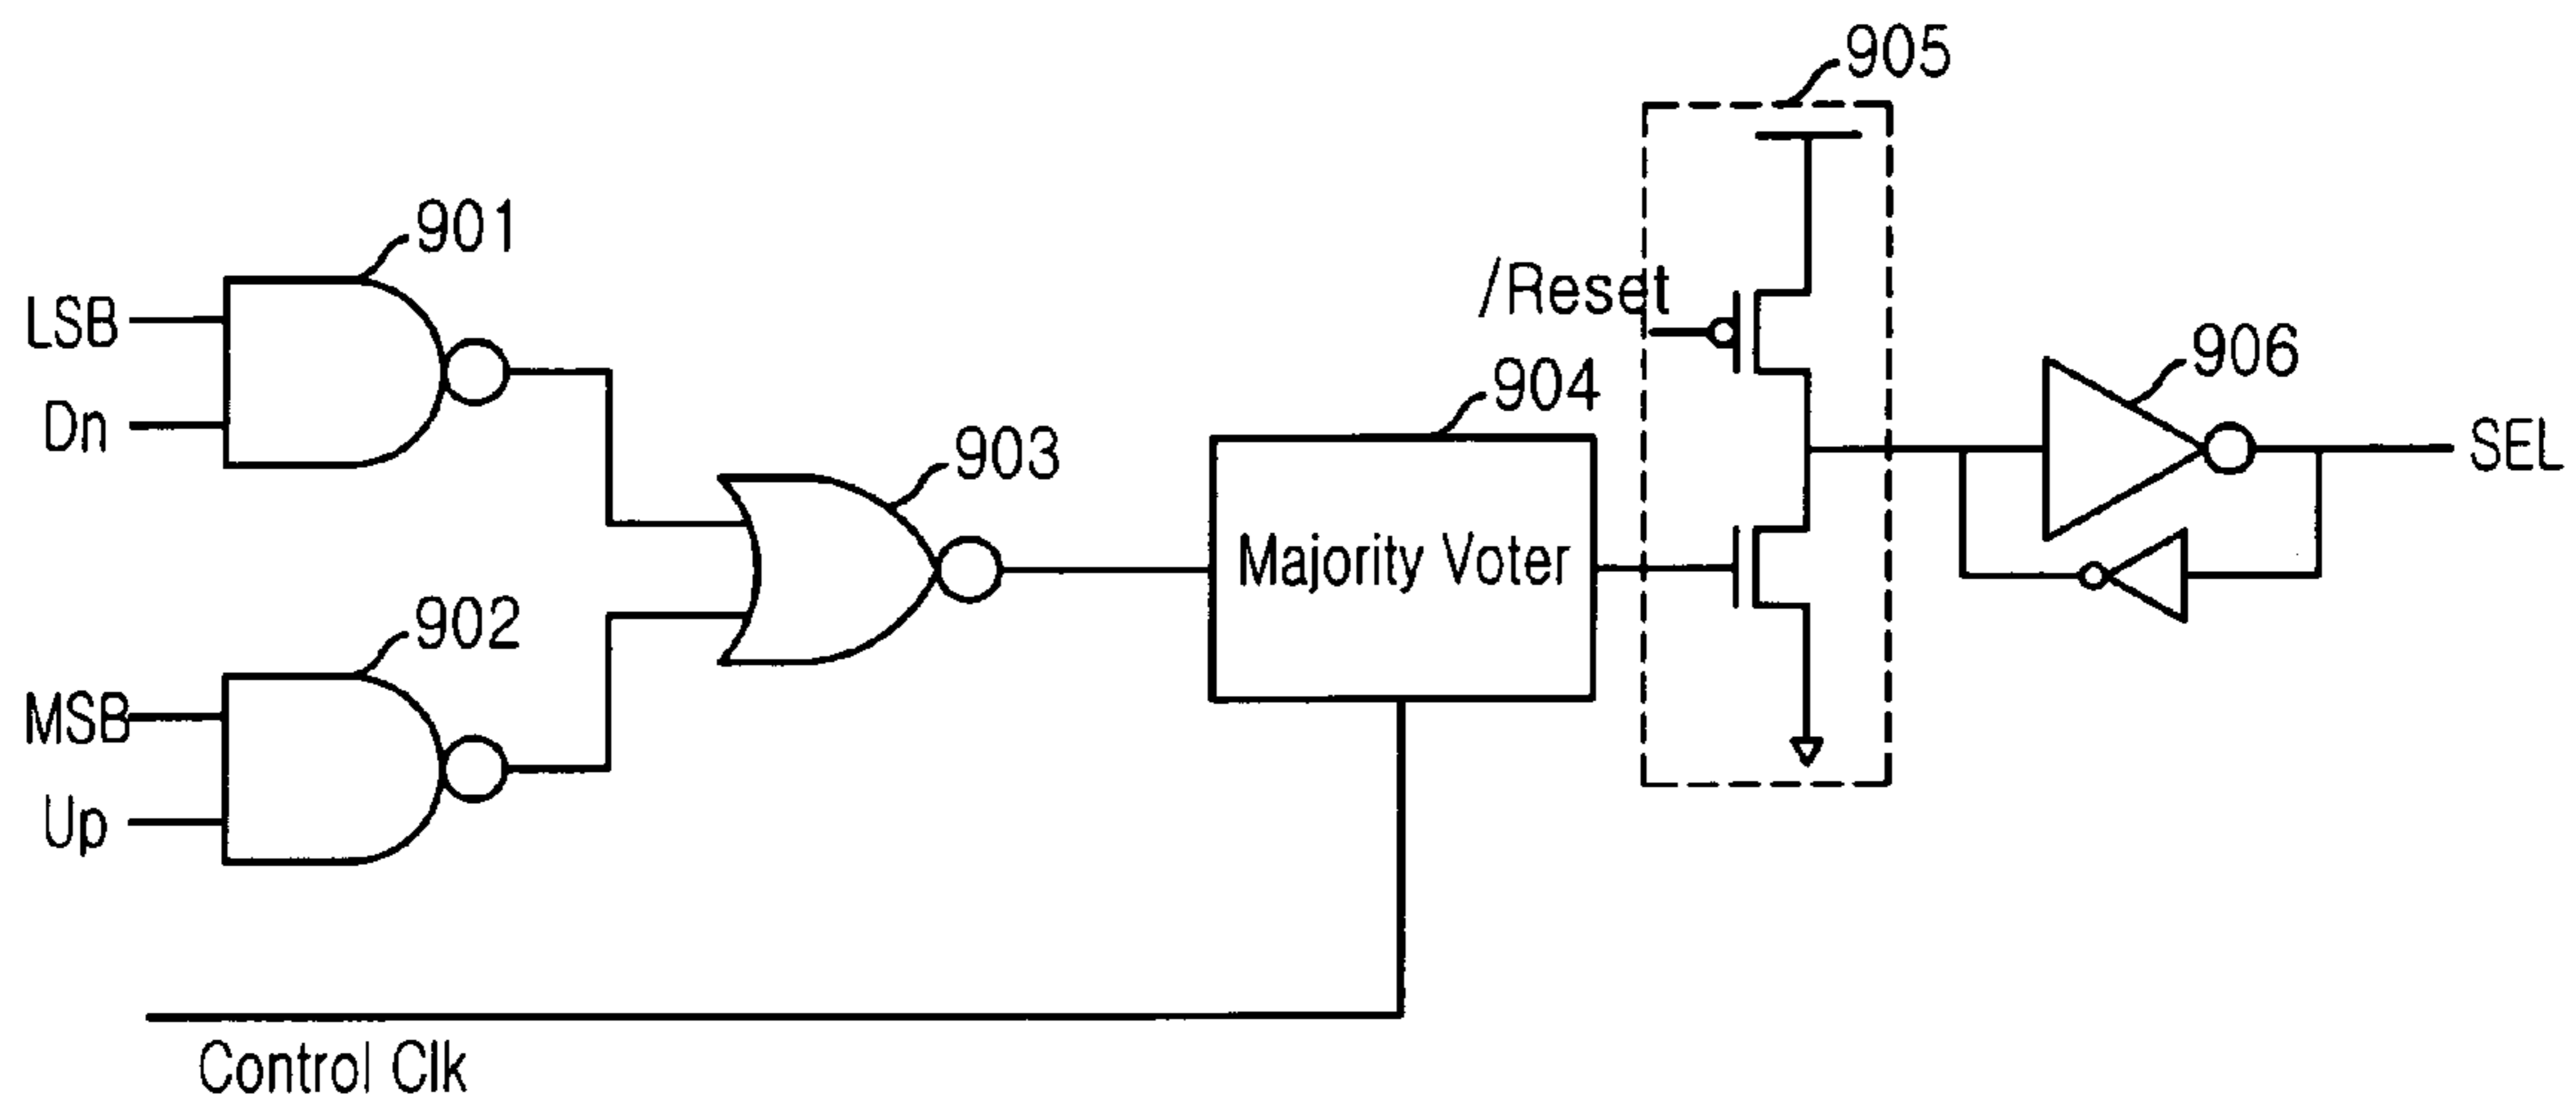 905
901
LSB
/Reset
906
904
Dn
SEL
903
Majority Voter
902
MSB
Up
Control Clk